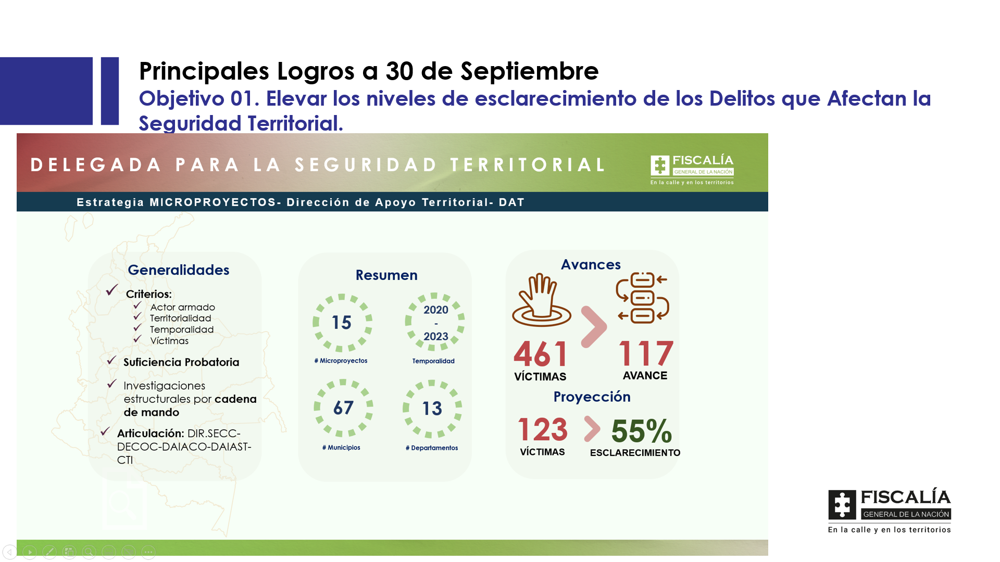 Principales Logros a 30 de Septiembre
Objetivo 01. Elevar los niveles de esclarecimiento de los Delitos que Afectan la
Seguridad Territorial.
DELEGADA PARA LA SEGURIDAD TERRITORIAL
FISCALÍA
GENERAL DE LA NACIÓN
En la calle y en los territorios
Estrategia MICROPROYECTOS- Dirección de Apoyo Territorial- DAT
Generalidades
Criterios:
Actor armado
Territorialidad
Temporalidad
Víctimas
Suficiencia Probatoria
Investigaciones
estructurales por cadena
de mando
Articulación: DIR.SECC-
DECOC-DAIACO-DAIAST-
CTI
Resumen
15
# Microproyectos
2020
-
2023
Temporalidad
67
# Municipios
13
# Departamentos
Avances
461
VÍCTIMAS
117
AVANCE
Proyección
123
VÍCTIMAS
55%
ESCLARECIMIENTO
FISCALÍA
GENERAL DE LA NACIÓN
En la calle y en los territorios